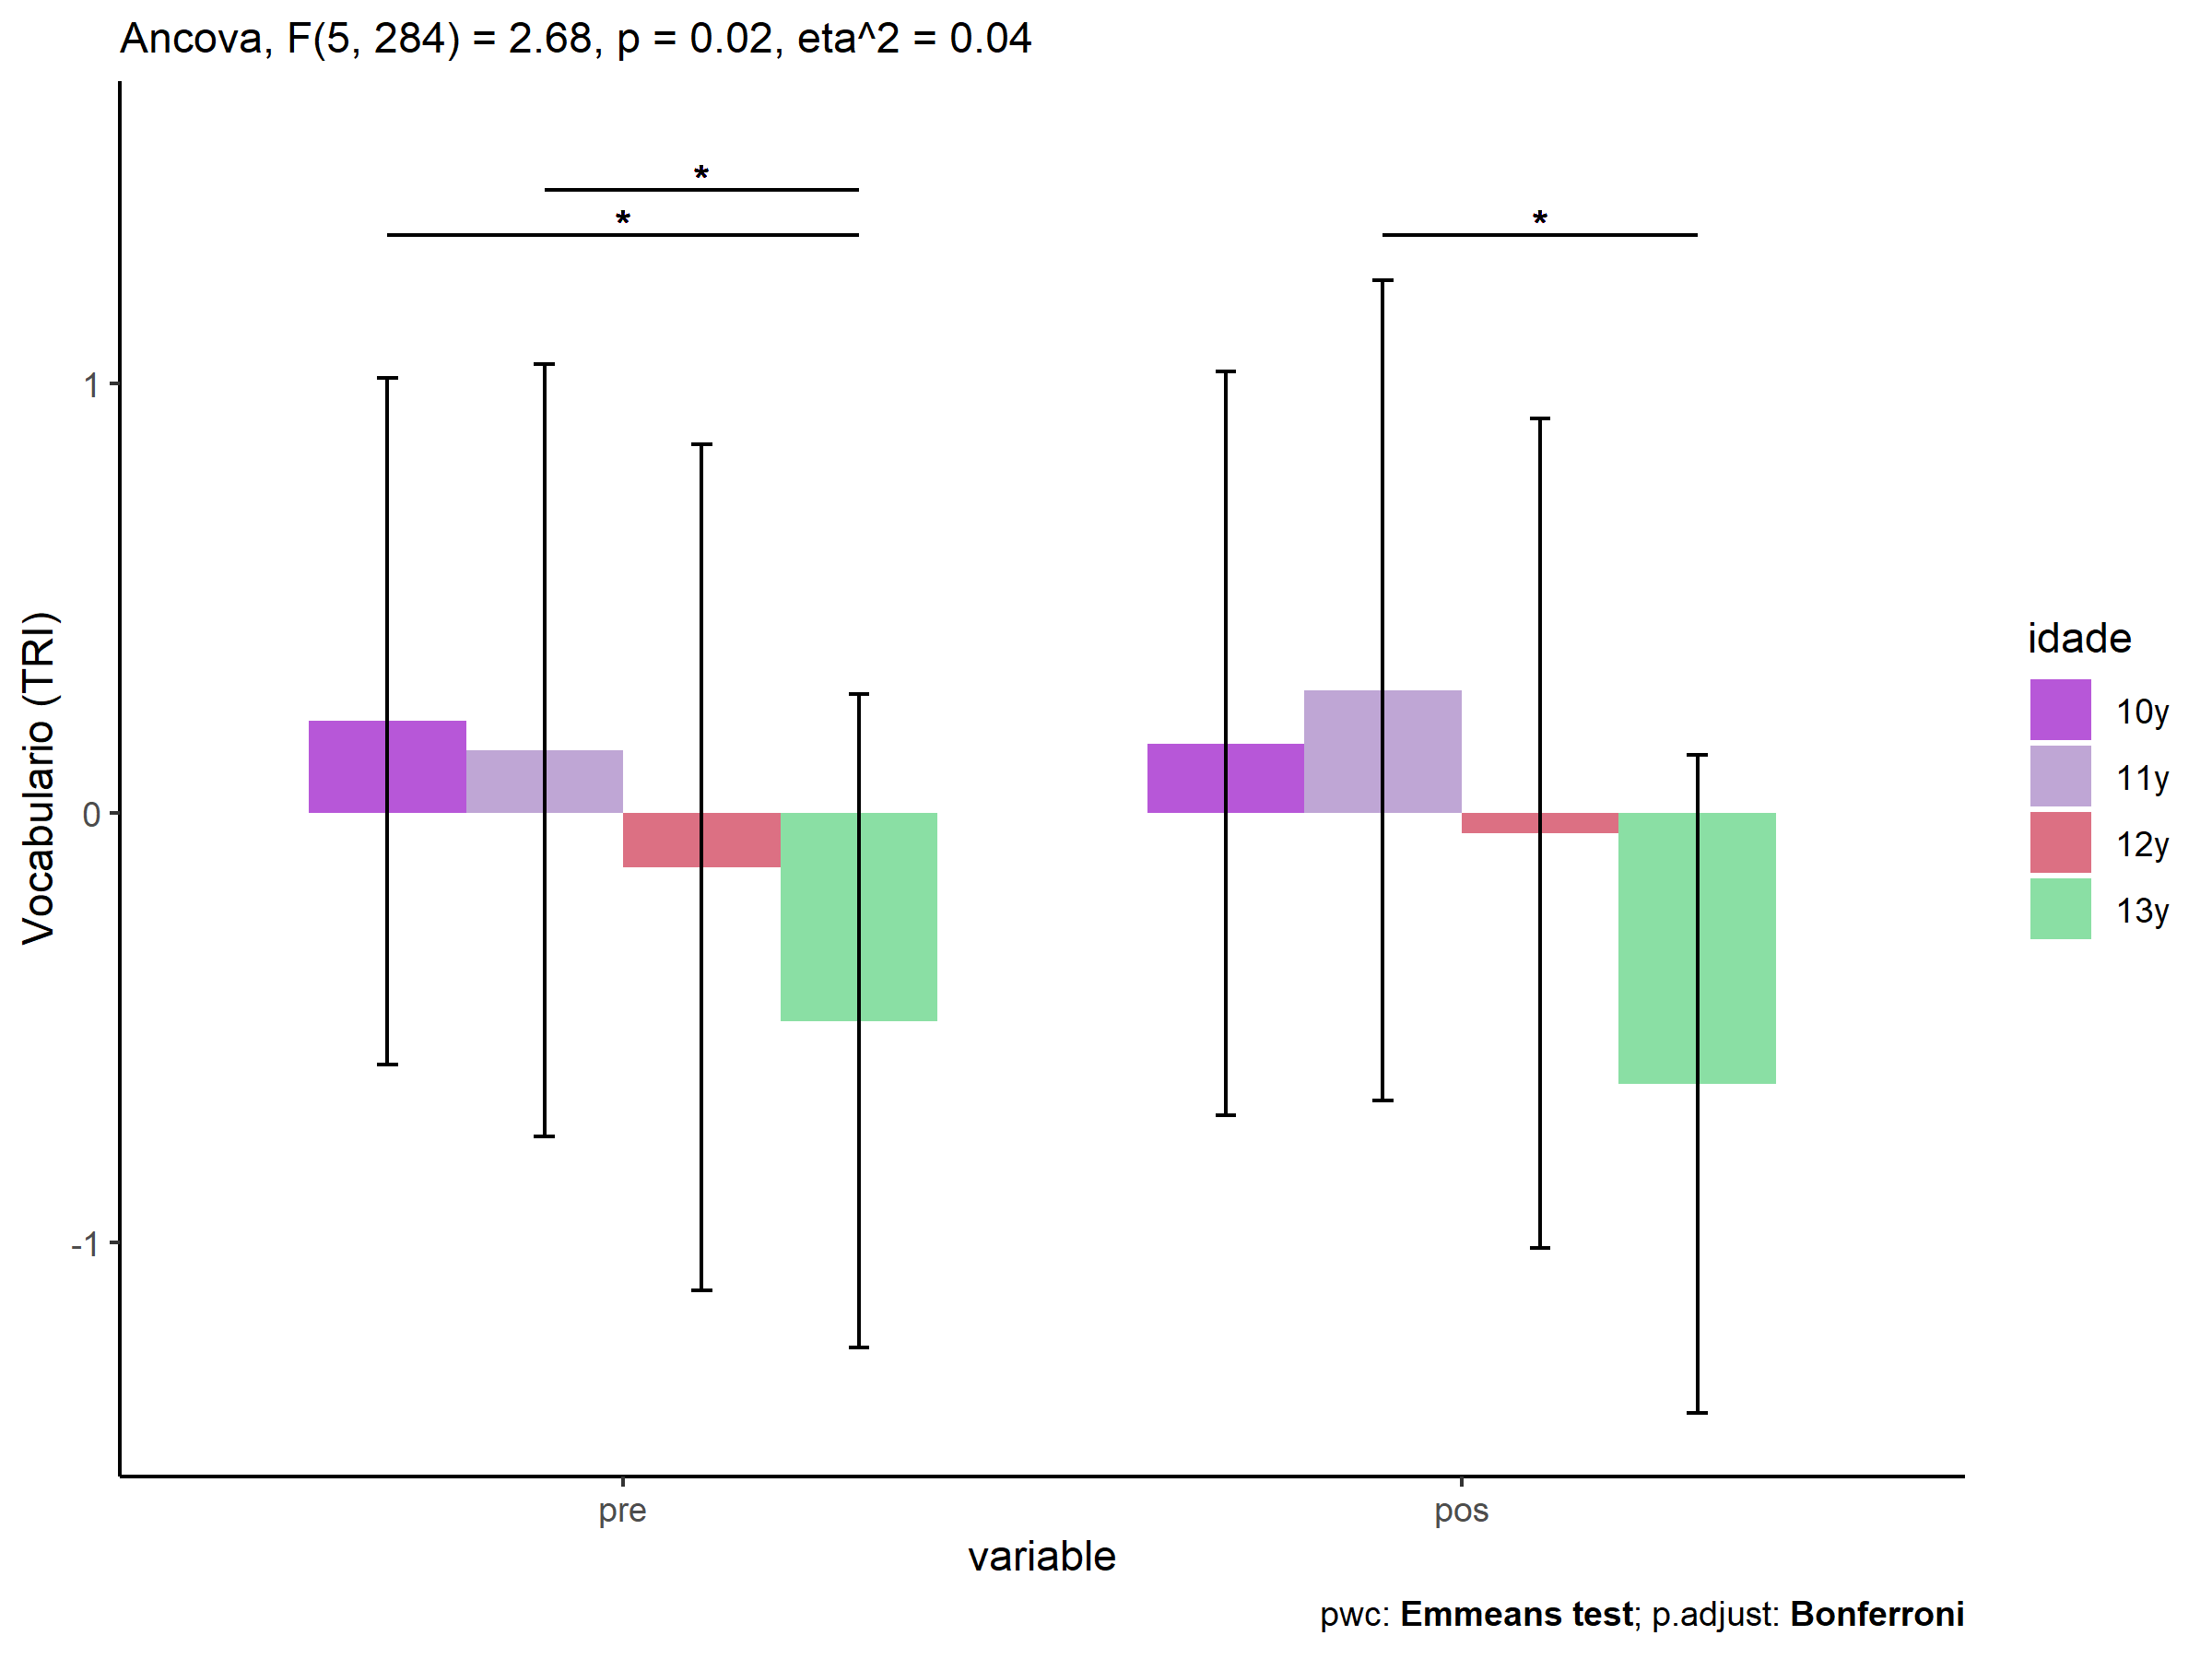 Ancova, F(5, 284) = 2.68, p = 0.02, eta^2 = 0.04
*
*
*
1
0
-1
Vocabulario (TRI)
pre
pos
variable
idade
10y
11y
12y
13y
pwc: Emmeans test; p.adjust: Bonferroni